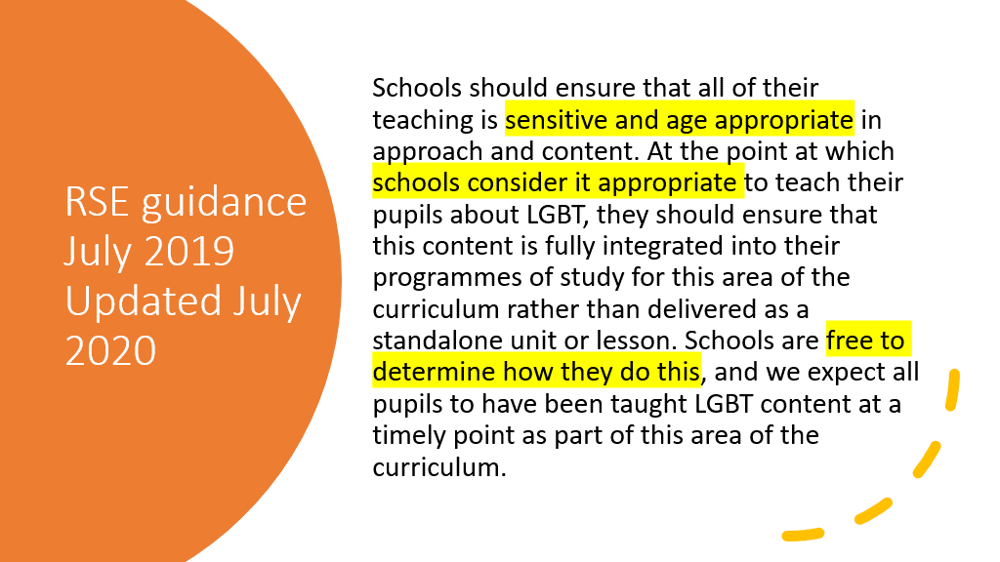 RSE guidance
July 2019
Updated July
2020
Schools should ensure that all of their
teaching is sensitive and age appropriate in
approach and content. At the point at which
schools consider it appropriate to teach their
pupils about LGBT, they should ensure that
this content is fully integrated into their
programmes of study for this area of the
curriculum rather than delivered as a
standalone unit or lesson. Schools are free to
determine how they do this, and we expect all
pupils to have been taught LGBT content at a
timely point as part of this area of the
curriculum.